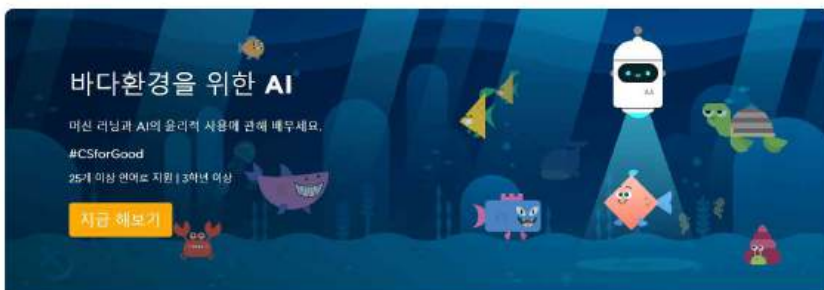 바다환경을 위한 AI
머신 러닝과 AI의 윤리적 사용에 관해 배우세요.
#CSforGood
25개 이상 언어로 지원 | 3학년 이상
지금 해보기